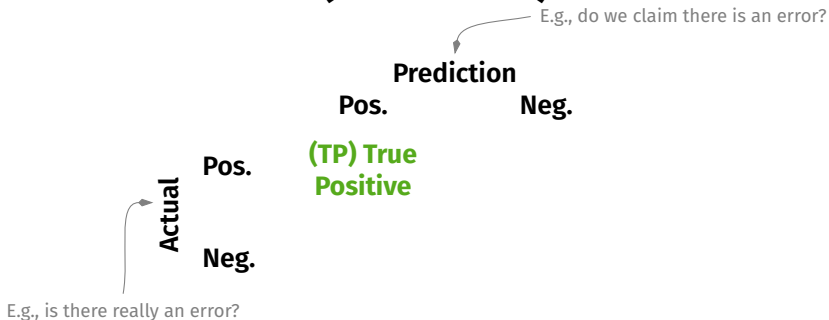 E.g., do we claim there is an error?
Prediction
Pos. Neg.
Pos.
(TP) True
Positive
Actual
Neg.
E.g., is there really an error?